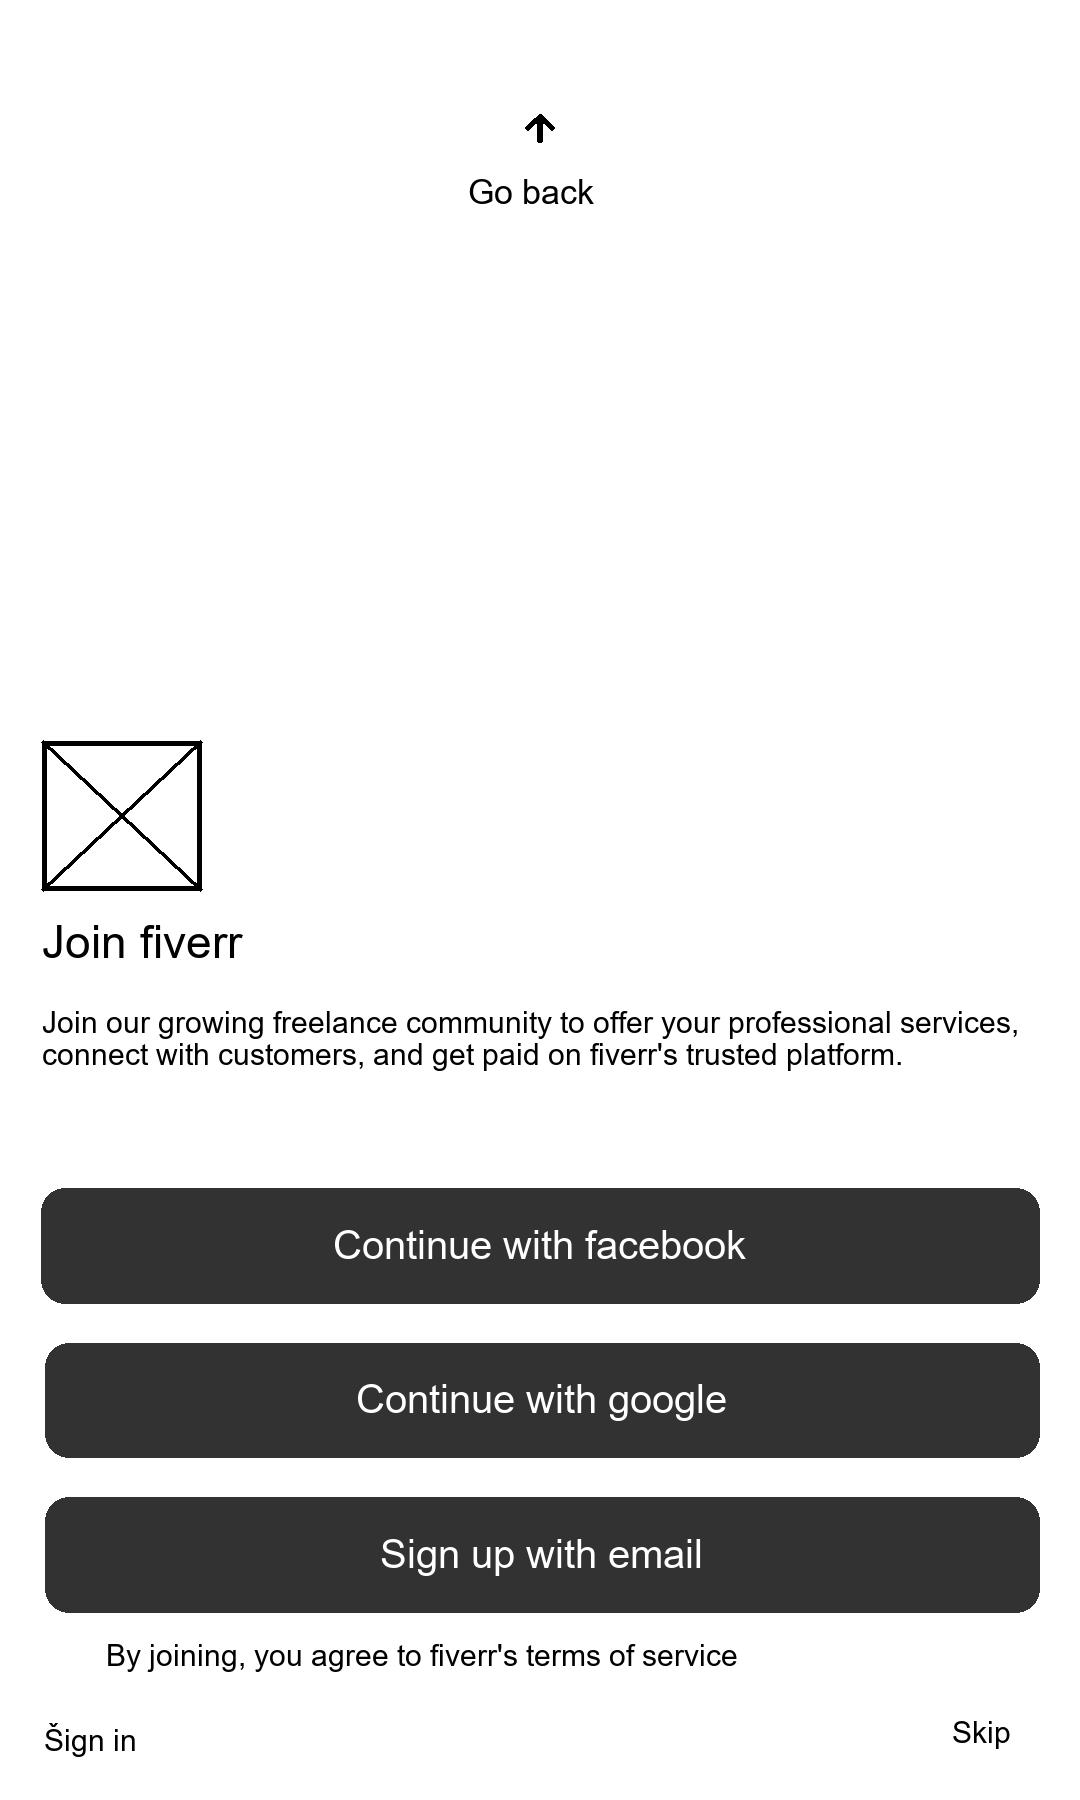 Go back
Join fiverr
Join our growing freelance community to offer your professional services,
connect with customers, and get paid on fiverr's trusted platform.
Continue with facebook
Continue with google
Sign up with email
By joining, you agree to fiverr's terms of service
Šign in
Skip